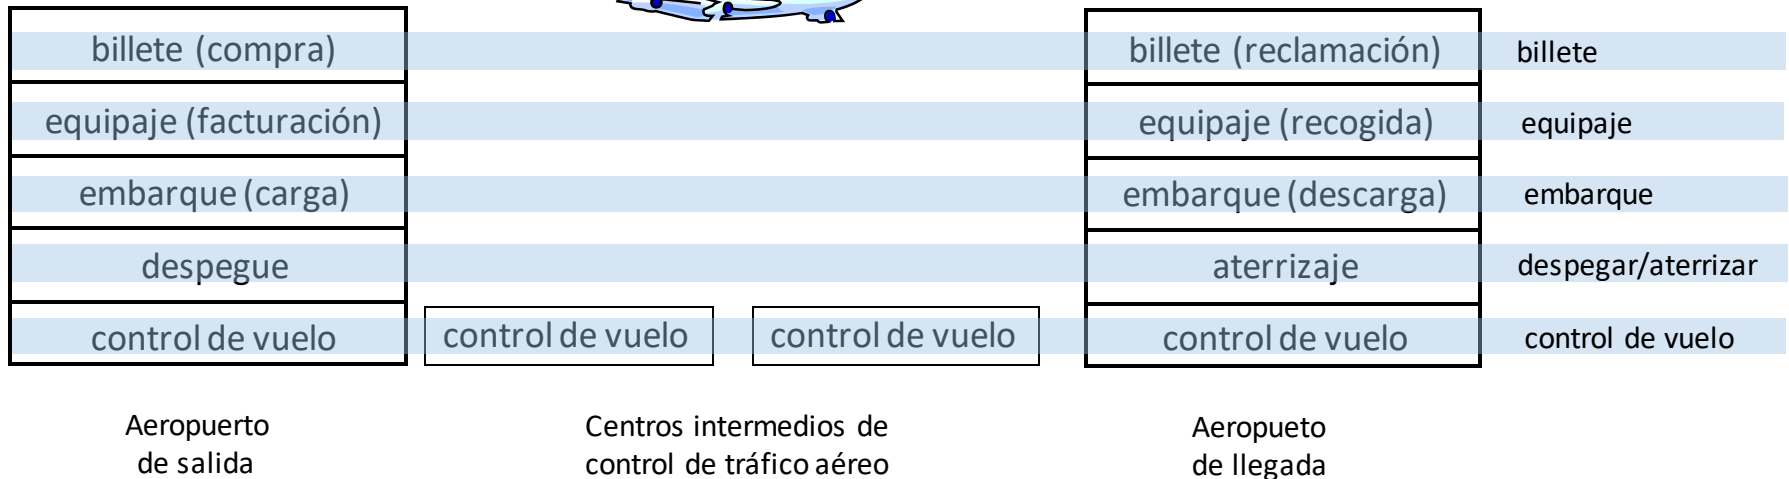 billete (compra)
billete (reclamación)
billete
equipaje (facturación)
equipaje (recogida)
equipaje
embarque (carga)
embarque (descarga)
embarque
despegue
aterrizaje
despegar/aterrizar
control de vuelo
control de vuelo
control de vuelo
control de vuelo
control de vuelo
Aeropuerto
de salida
Centros intermedios de
control de tráfico aéreo
Aeropueto
de llegada